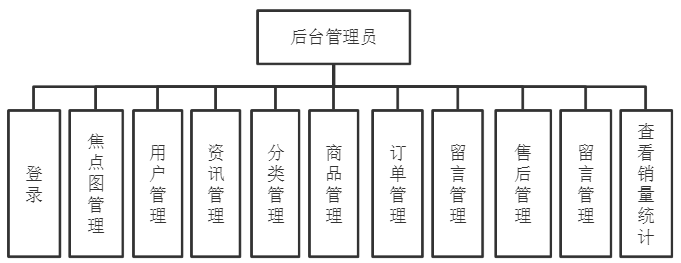 后台管理员
登录
焦点图管理
用户管理
资讯管理
分类管理
商品管理
订单管理
留言管理
售后管理
留言管理
查看销量统计